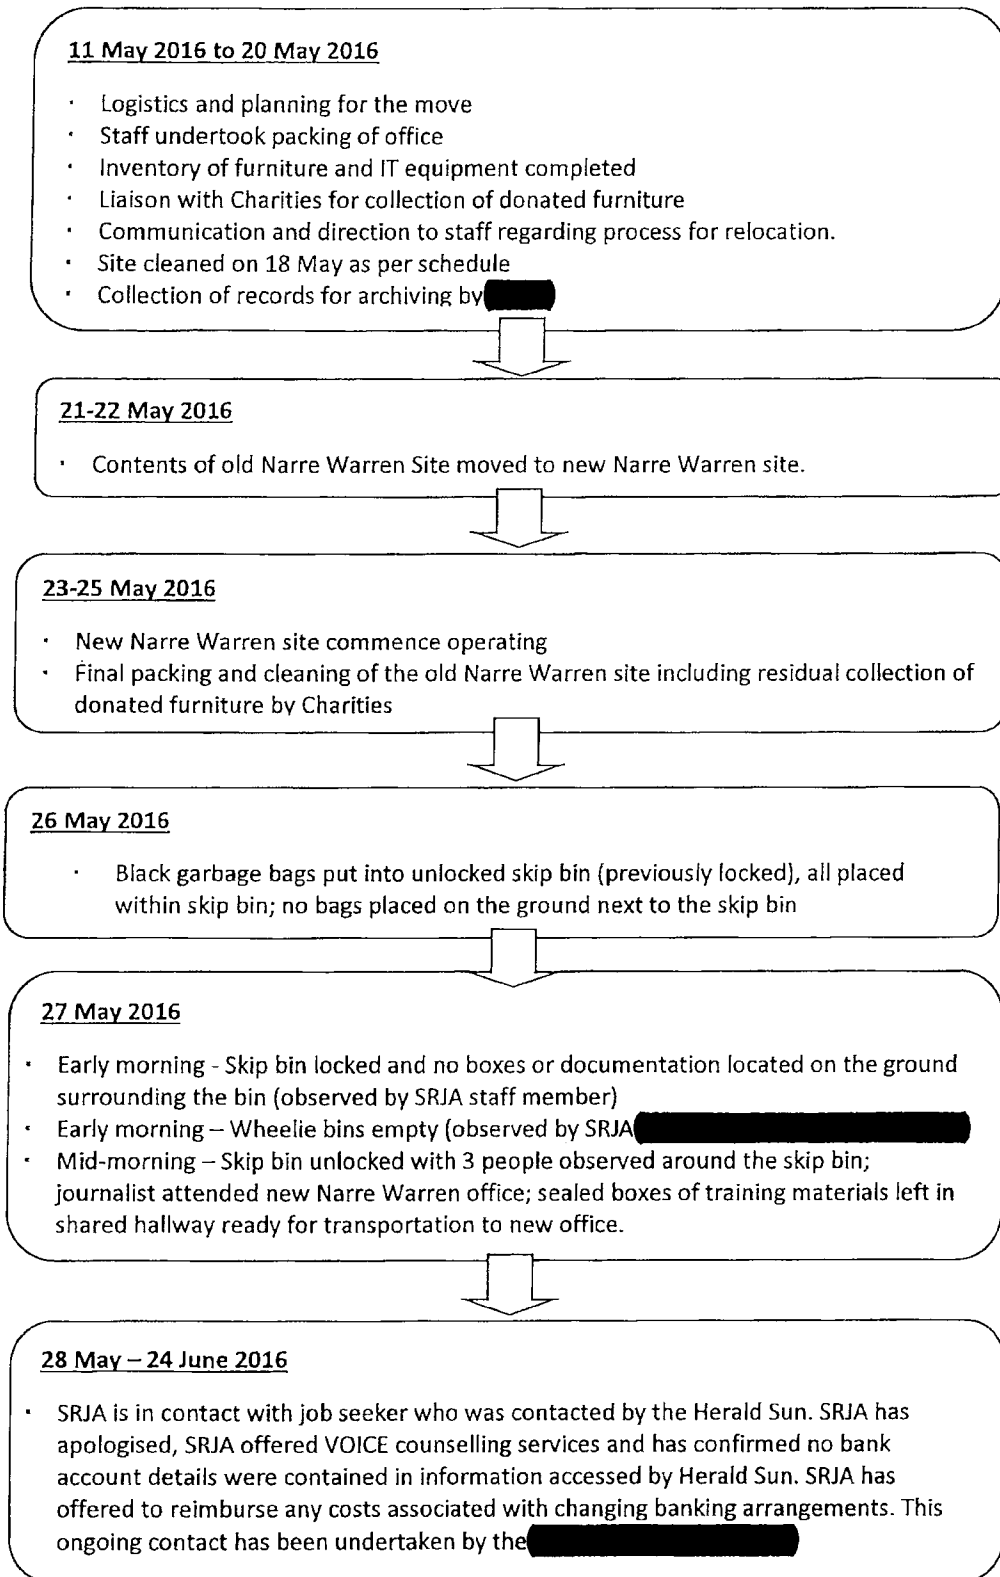 11 May 2016 to 20 May 2016
· Logistics and planning for the move
· Staff undertook packing of office
· Inventory of furniture and IT equipment completed
· Liaison with Charities for collection of donated furniture
· Communication and direction to staff regarding process for relocation.
· Site cleaned on 18 May as per schedule
· Collection of records for archiving by
21-22 May 2016
· Contents of old Narre Warren Site moved to new Narre Warren site.
23-25 May 2016
· New Narre Warren site commence operating
· Final packing and cleaning of the old Narre Warren site including residual collection of
donated furniture by Charities
26 May 2016
· Black garbage bags put into unlocked skip bin (previously locked), all placed
within skip bin; no bags placed on the ground next to the skip bin
27 May 2016
· Early morning - Skip bin locked and no boxes or documentation located on the ground
surrounding the bin (observed by SRJA staff member)
· Early morning – Wheelie bins empty (observed by SRJA
· Mid-morning – Skip bin unlocked with 3 people observed around the skip bin;
journalist attended new Narre Warren office; sealed boxes of training materials left in
shared hallway ready for transportation to new office.
28 May – 24 June 2016
· SRJA is in contact with job seeker who was contacted by the Herald Sun. SRJA has
apologised, SRJA offered VOICE counselling services and has confirmed no bank
account details were contained in information accessed by Herald Sun. SRJA has
offered to reimburse any costs associated with changing banking arrangements. This
ongoing contact has been undertaken by the